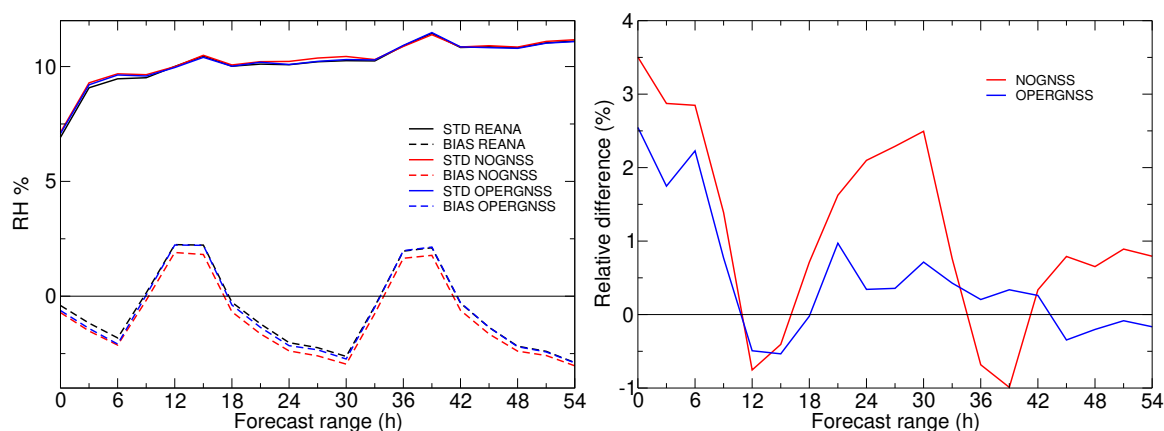 RH %
10
5
0
STD REANA
BIAS REANA
STD NOGNSS
BIAS NOGNSS
STD OPERGNSS
BIAS OPERGNSS
0 6 12 18 24 30 36 42 48 54
Forecast range (h)
Relative difference (%)
4
3
2
1
0
-1
NOGNSS
OPERGNSS
0 6 12 18 24 30 36 42 48 54
Forecast range (h)